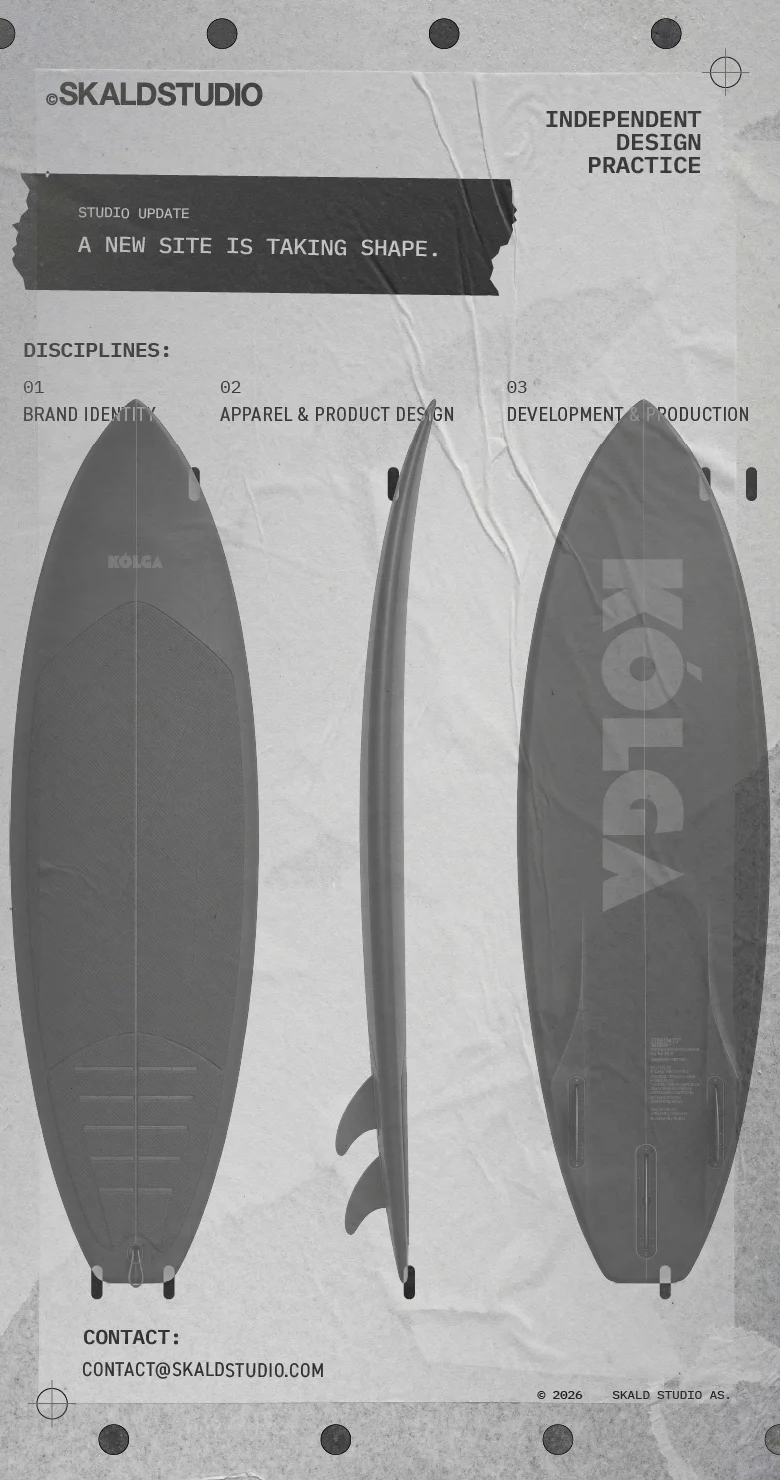 ©SKALDSTUDIO
INDEPENDENT
DESIGN
PRACTICE
STUDIO UPDATE
A NEW SITE IS TAKING SHAPE.
DISCIPLINES:
01
BRAND IDENTITY
02
APPAREL & PRODUCT DESIGN
03
DEVELOPMENT & PRODUCTION
KÓLGA
KÓLGA
CONTACT:
CONTACT@SKALDSTUDIO.COM
© 2026 SKALD STUDIO AS.